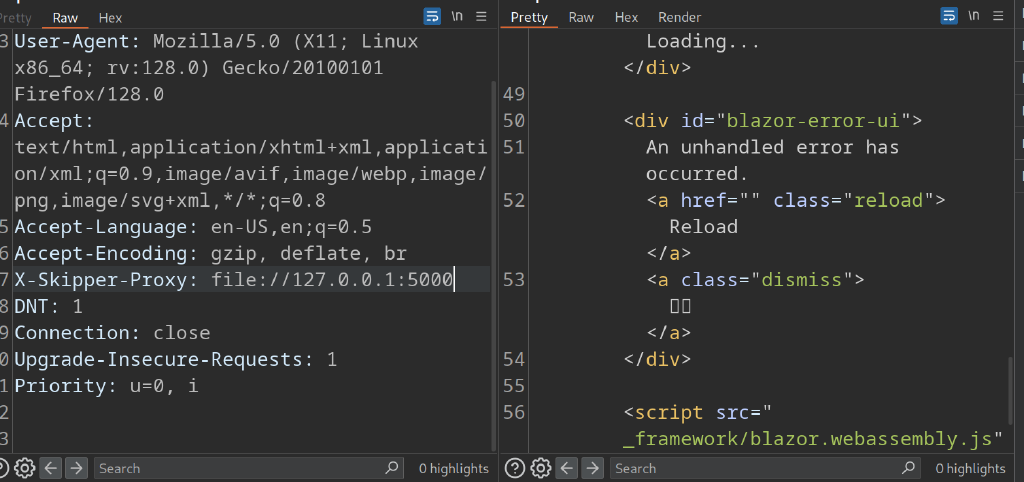 retty Raw Hex \n
3 User-Agent: Mozilla/5.0 (X11; Linux
x86_64; rv:128.0) Gecko/20100101
Firefox/128.0
4 Accept:
text/html,application/xhtml+xml,applicati
on/xml;q=0.9,image/avif,image/webp,image/
png,image/svg+xml,*/*;q=0.8
5 Accept-Language: en-US,en;q=0.5
6 Accept-Encoding: gzip, deflate, br
7 X-Skipper-Proxy: file://127.0.0.1:5000
8 DNT: 1
9 Connection: close
0 Upgrade-Insecure-Requests: 1
1 Priority: u=0, i
2
3
Search 0 highlights
Pretty Raw Hex Render \n
Loading...
</div>
49
50 <div id="blazor-error-ui">
51 An unhandled error has
occurred.
52 <a href="" class="reload">
Reload
</a>
53 <a class="dismiss">
</a>
54 </div>
55
56 <script src="
_framework/blazor.webassembly.js"
Search 0 highlights